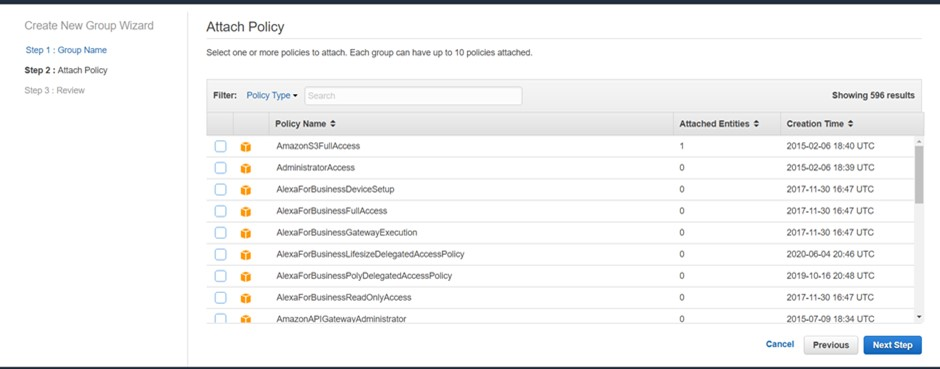 Create New Group Wizard
Step 1 : Group Name
Step 2 : Attach Policy
Step 3 : Review
Attach Policy
Select one or more policies to attach. Each group can have up to 10 policies attached.
Filter: Policy Type Search Showing 596 results
Policy Name Attached Entities Creation Time
AmazonS3FullAccess 1 2015-02-06 18:40 UTC
AdministratorAccess 0 2015-02-06 18:39 UTC
AlexaForBusinessDeviceSetup 0 2017-11-30 16:47 UTC
AlexaForBusinessFullAccess 0 2017-11-30 16:47 UTC
AlexaForBusinessGatewayExecution 0 2017-11-30 16:47 UTC
AlexaForBusinessLifesizeDelegatedAccessPolicy 0 2020-06-04 20:46 UTC
AlexaForBusinessPolyDelegatedAccessPolicy 0 2019-10-16 20:48 UTC
AlexaForBusinessReadOnlyAccess 0 2017-11-30 16:47 UTC
AmazonAPIGatewayAdministrator 0 2015-07-09 18:34 UTC
Cancel Previous Next Step